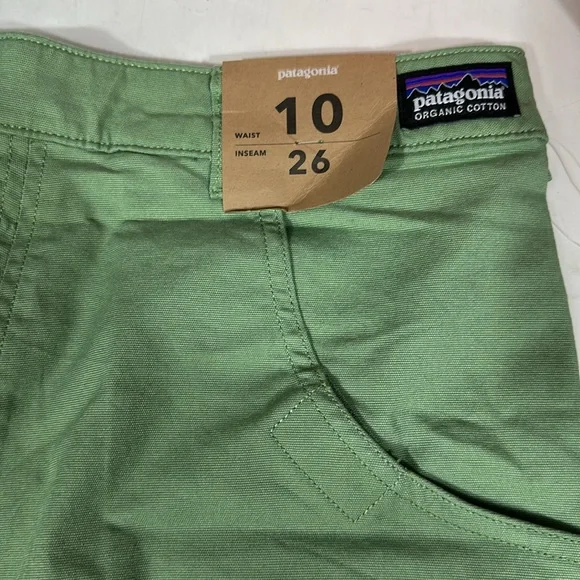 patagonia
WAIST 10
INSEAM 26
patagonia
ORGANIC COTTON